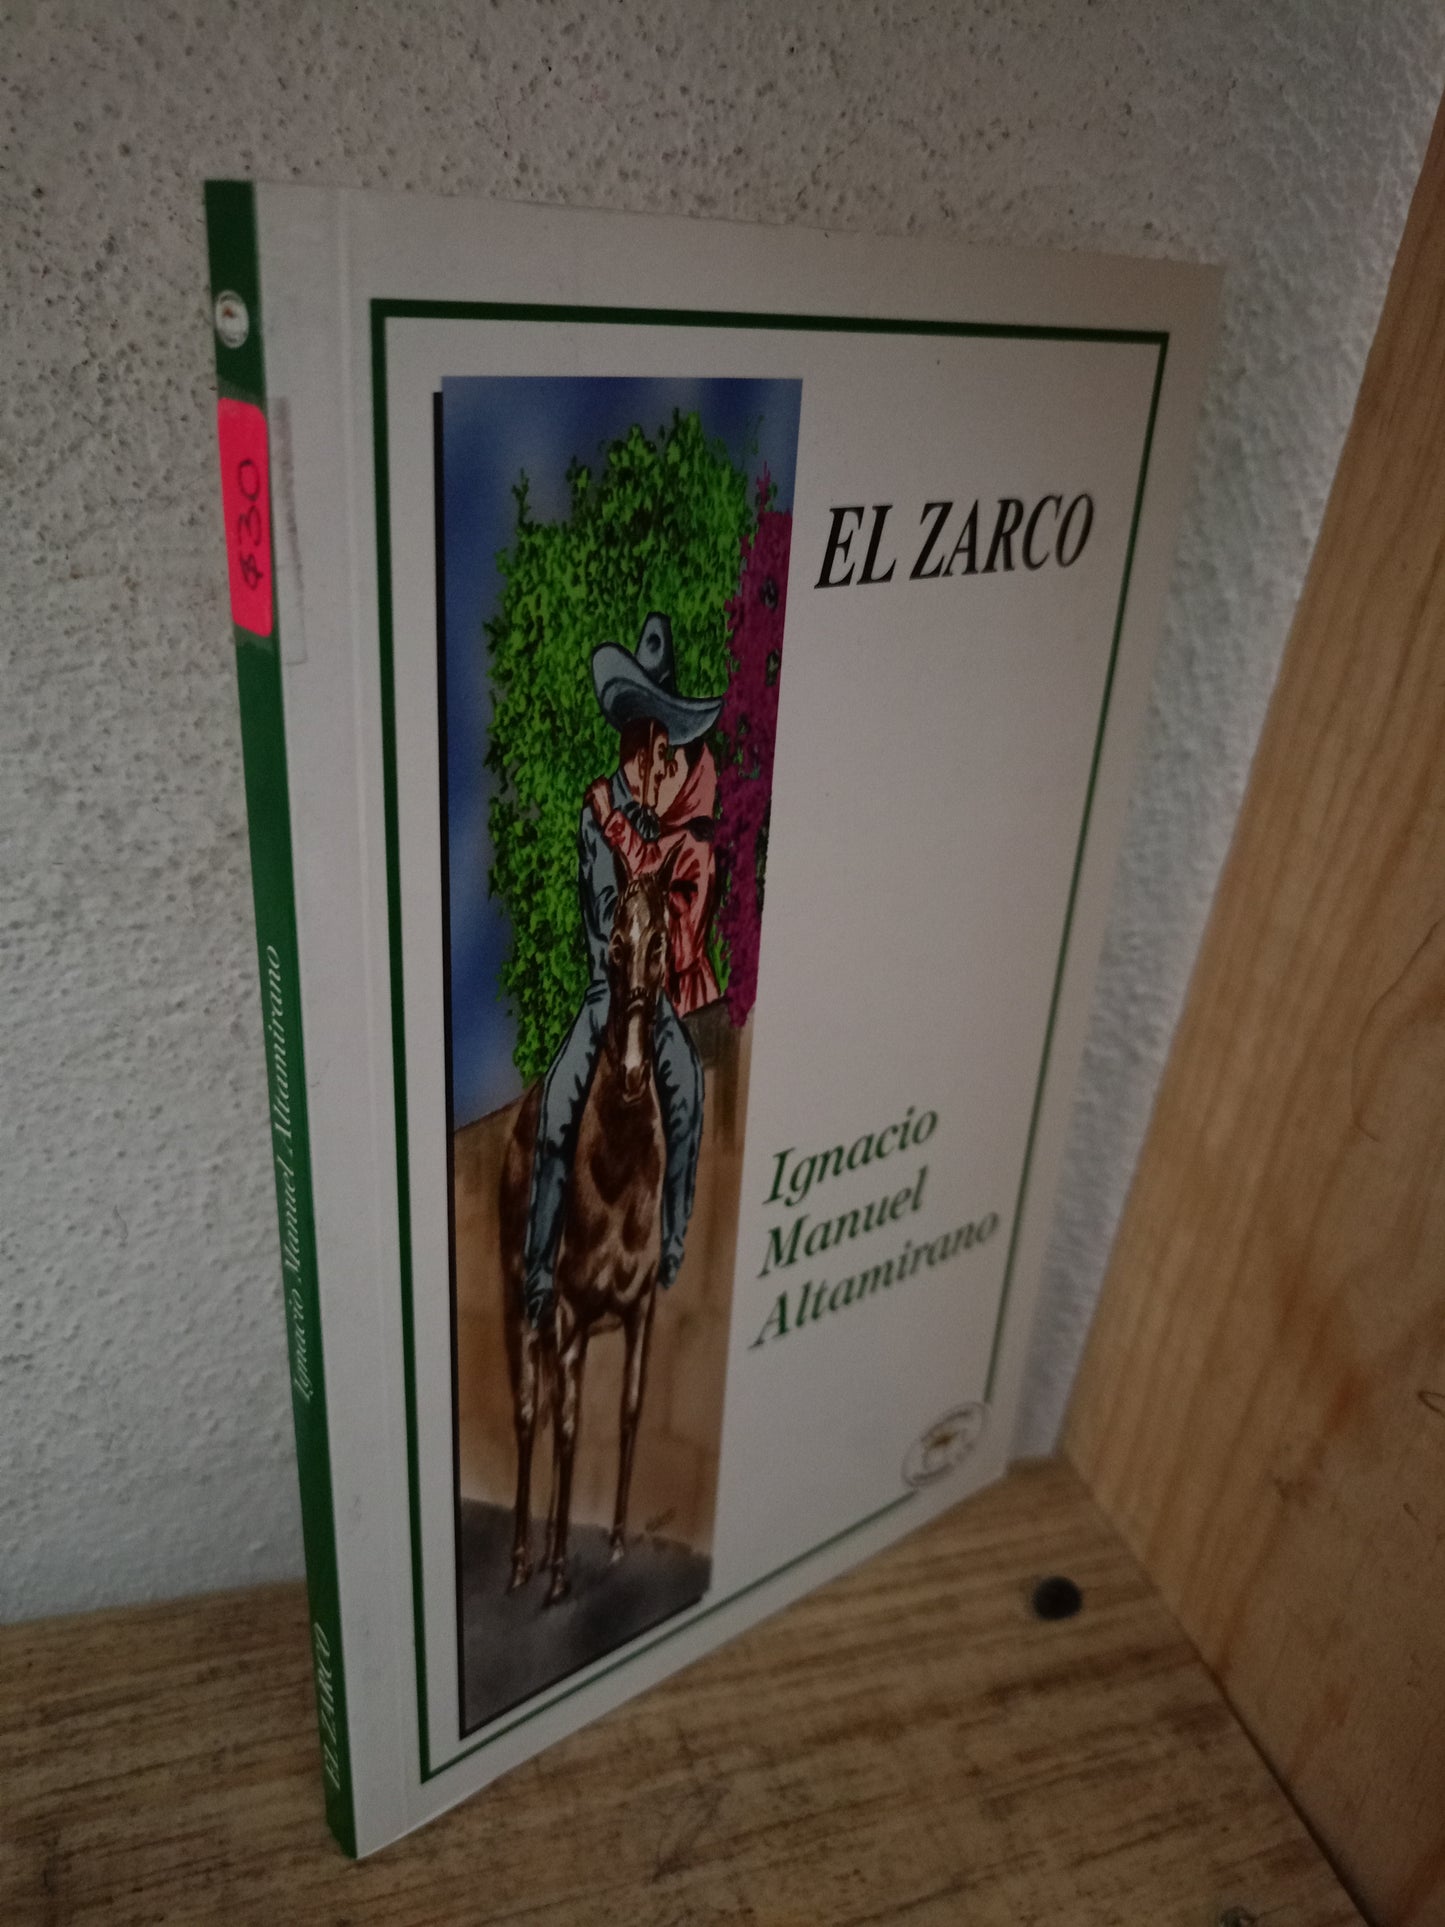 EL ZARCO
Ignacio
Manuel
Altamirano
$30
Ignacio Manuel Altamirano
EL ZARCO